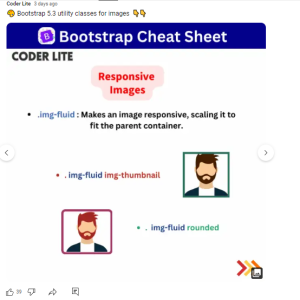 Coder Lite 3 days ago
Bootstrap 5.3 utility classes for images
B Bootstrap Cheat Sheet
CODER LITE
Responsive
Images
• .img-fluid : Makes an image responsive, scaling it to
fit the parent container.
• . img-fluid img-thumbnail
• . img-fluid rounded
39